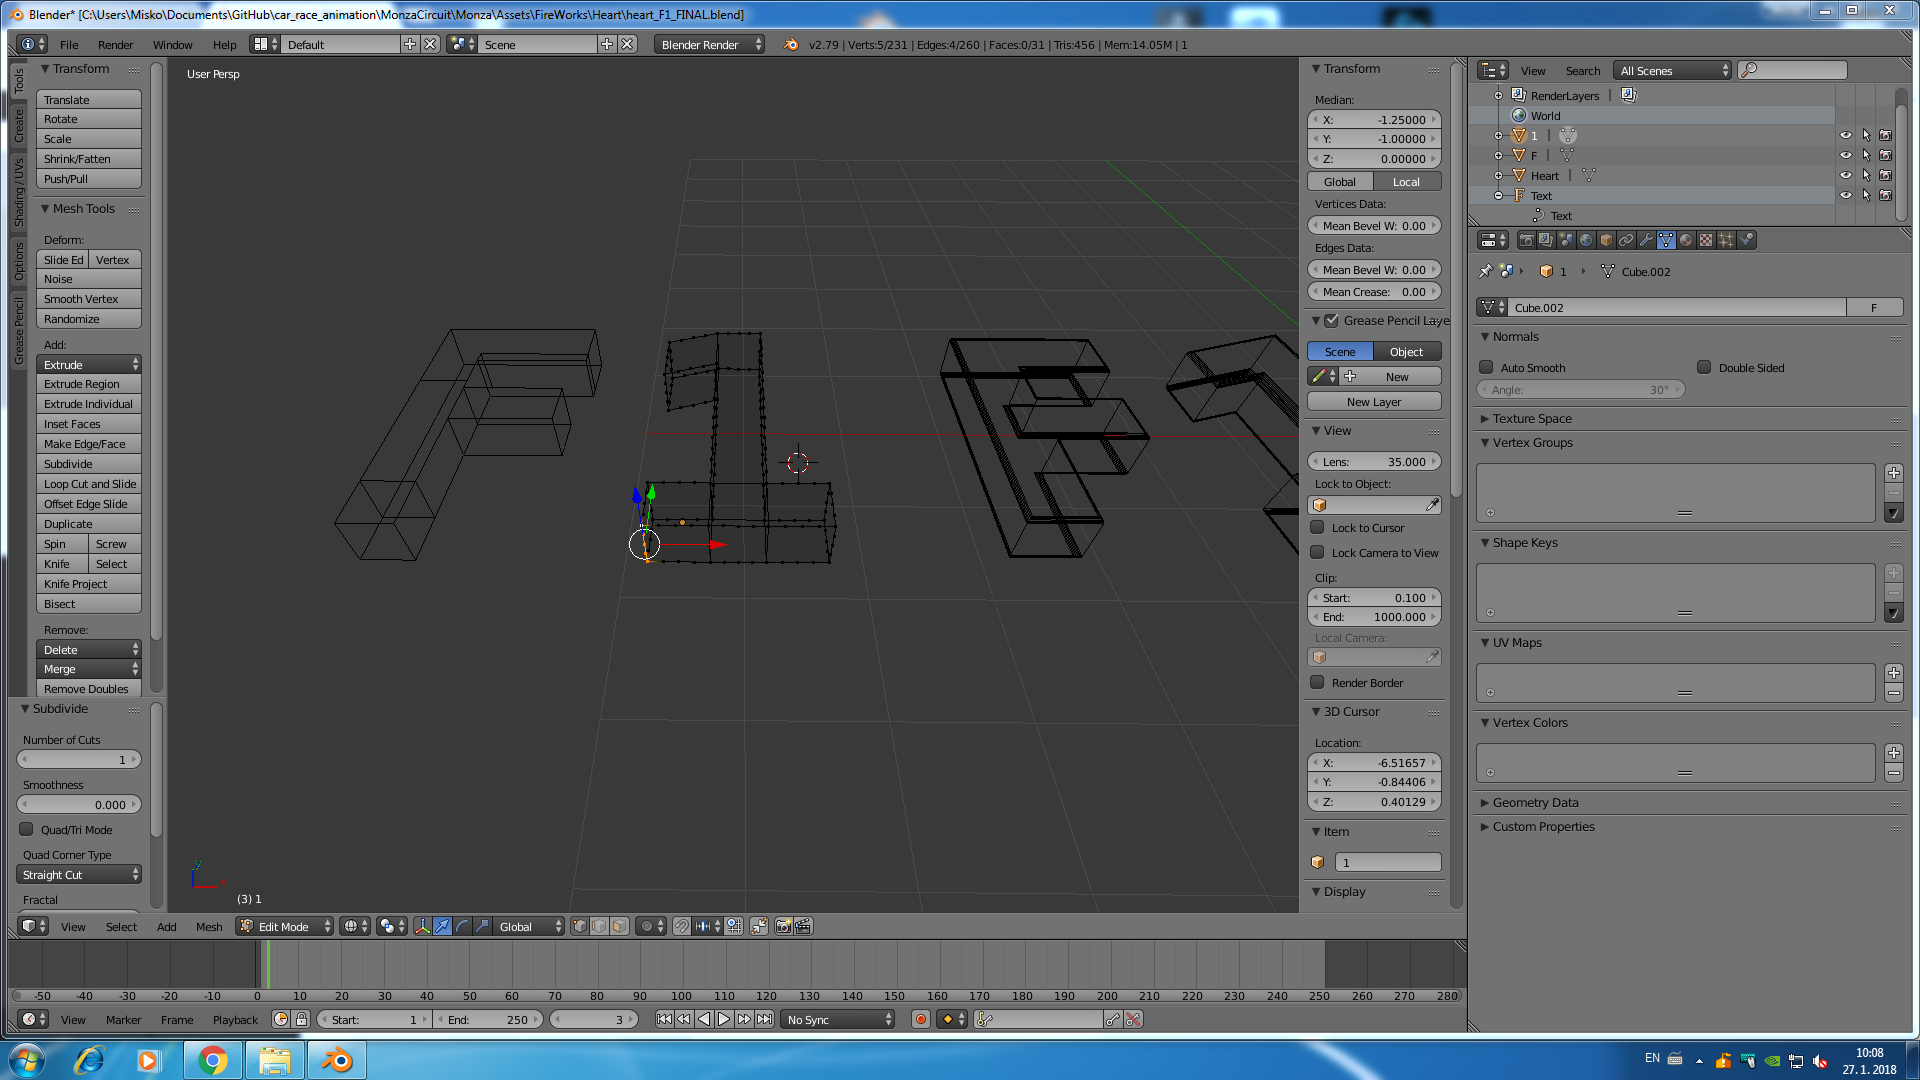 Blender* [C:\Users\Misko\Documents\GitHub\car_race_animation\MonzaCircuit\Monza\Assets\FireWorks\Heart\heart_F1_FINAL.blend]
File Render Window Help Default Scene Blender Render v2.79 | Verts:5/231 | Edges:4/260 | Faces:0/31 | Tris:456 | Mem:14.05M | 1
Tools
Create
Shading / UVs
Options
Grease Pencil
Transform
Translate
Rotate
Scale
Shrink/Fatten
Push/Pull
Mesh Tools
Deform:
Slide Ed Vertex
Noise
Smooth Vertex
Randomize
Add:
Extrude
Extrude Region
Extrude Individual
Inset Faces
Make Edge/Face
Subdivide
Loop Cut and Slide
Offset Edge Slide
Duplicate
Spin Screw
Knife Select
Knife Project
Bisect
Remove:
Delete
Merge
Remove Doubles
Subdivide
Number of Cuts
1
Smoothness
0.000
Quad/Tri Mode
Quad Corner Type
Straight Cut
Fractal
User Persp
(3) 1
Transform
Median:
X: -1.25000
Y: -1.00000
Z: 0.00000
Global Local
Vertices Data:
Mean Bevel W: 0.00
Edges Data:
Mean Bevel W: 0.00
Mean Crease: 0.00
Grease Pencil Laye
Scene Object
New
New Layer
View
Lens: 35.000
Lock to Object:
Lock to Cursor
Lock Camera to View
Clip:
Start: 0.100
End: 1000.000
Local Camera:
Render Border
3D Cursor
Location:
X: -6.51657
Y: -0.84406
Z: 0.40129
Item
1
Display
View Search All Scenes
RenderLayers |
World
1 |
F |
Heart |
Text
Text
1 Cube.002
Cube.002 F
Normals
Auto Smooth Double Sided
Angle: 30°
Texture Space
Vertex Groups
Shape Keys
UV Maps
Vertex Colors
Geometry Data
Custom Properties
View Select Add Mesh Edit Mode Global
-50 -40 -30 -20 -10 0 10 20 30 40 50 60 70 80 90 100 110 120 130 140 150 160 170 180 190 200 210 220 230 240 250 260 270 280
View Marker Frame Playback Start: 1 End: 250 3 No Sync
EN
10:08
27. 1. 2018